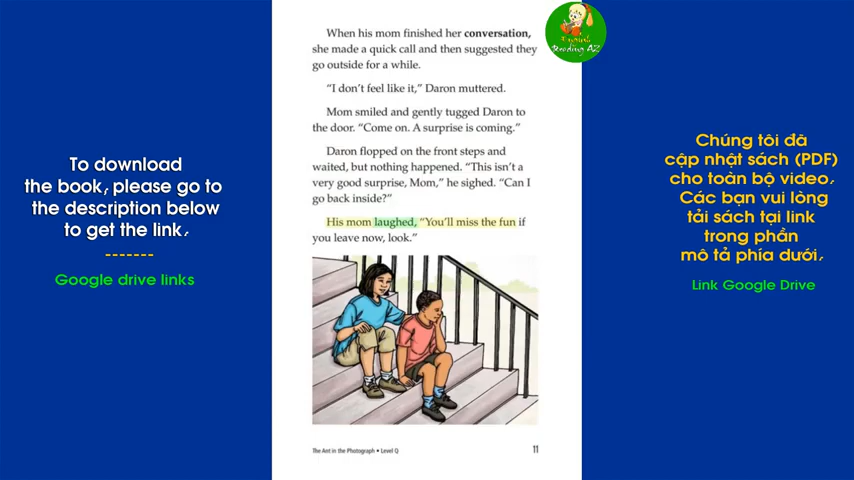 To download
the book, please go to
the description below
to get the link,
-------
Google drive links
When his mom finished her conversation,
she made a quick call and then suggested they
go outside for a while.
"I don't feel like it," Daron muttered.
Mom smiled and gently tugged Daron to
the door. "Come on. A surprise is coming."
Daron flopped on the front steps and
waited, but nothing happened. "This isn't a
very good surprise, Mom," he sighed. "Can I
go back inside?"
His mom laughed, "You'll miss the fun if
you leave now, look."
The Ant in the Photograph • Level Q
11
English
Reading AZ
Chúng tôi đã
cập nhật sách (PDF)
cho toàn bộ video,
Các bạn vui lòng
tải sách tại link
trong phần
mô tả phía dưới,
Link Google Drive